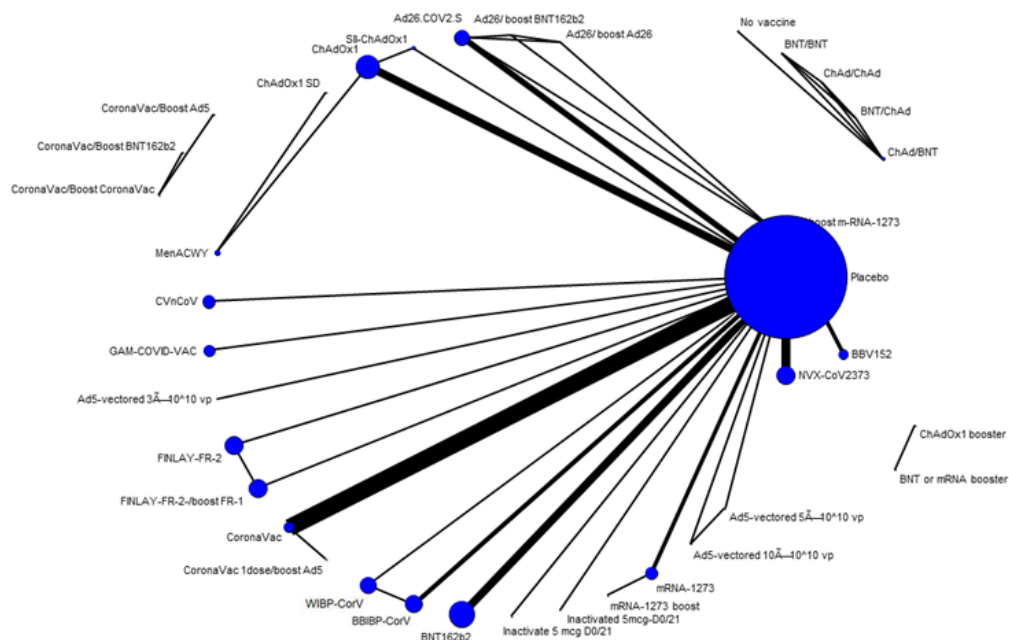 Ad26.COV2.S
Ad26/ boost BNT162b2
No vaccine
Ad26/ boost Ad26
SII-ChAdOx1
ChAdOx1
BNT/BNT
ChAd/ChAd
ChAdOx1 SD
CoronaVac/Boost Ad5
BNT/ChAd
CoronaVac/Boost BNT162b2
ChAd/BNT
CoronaVac/Boost CoronaVac
boost m-RNA-1273
MenACWY
Placebo
CVnCoV
GAM-COVID-VAC
BBV152
NVX-CoV2373
Ad5-vectored 3Ã—10^10 vp
ChAdOx1 booster
FINLAY-FR-2
BNT or mRNA booster
FINLAY-FR-2-/boost FR-1
Ad5-vectored 5Ã—10^10 vp
CoronaVac
Ad5-vectored 10Ã—10^10 vp
CoronaVac 1dose/boost Ad5
mRNA-1273
WIBP-CorV
mRNA-1273 boost
BBIBP-CorV
Inactivated 5mcg-D0/21
Inactivate 5 mcg D0/21
BNT162b2